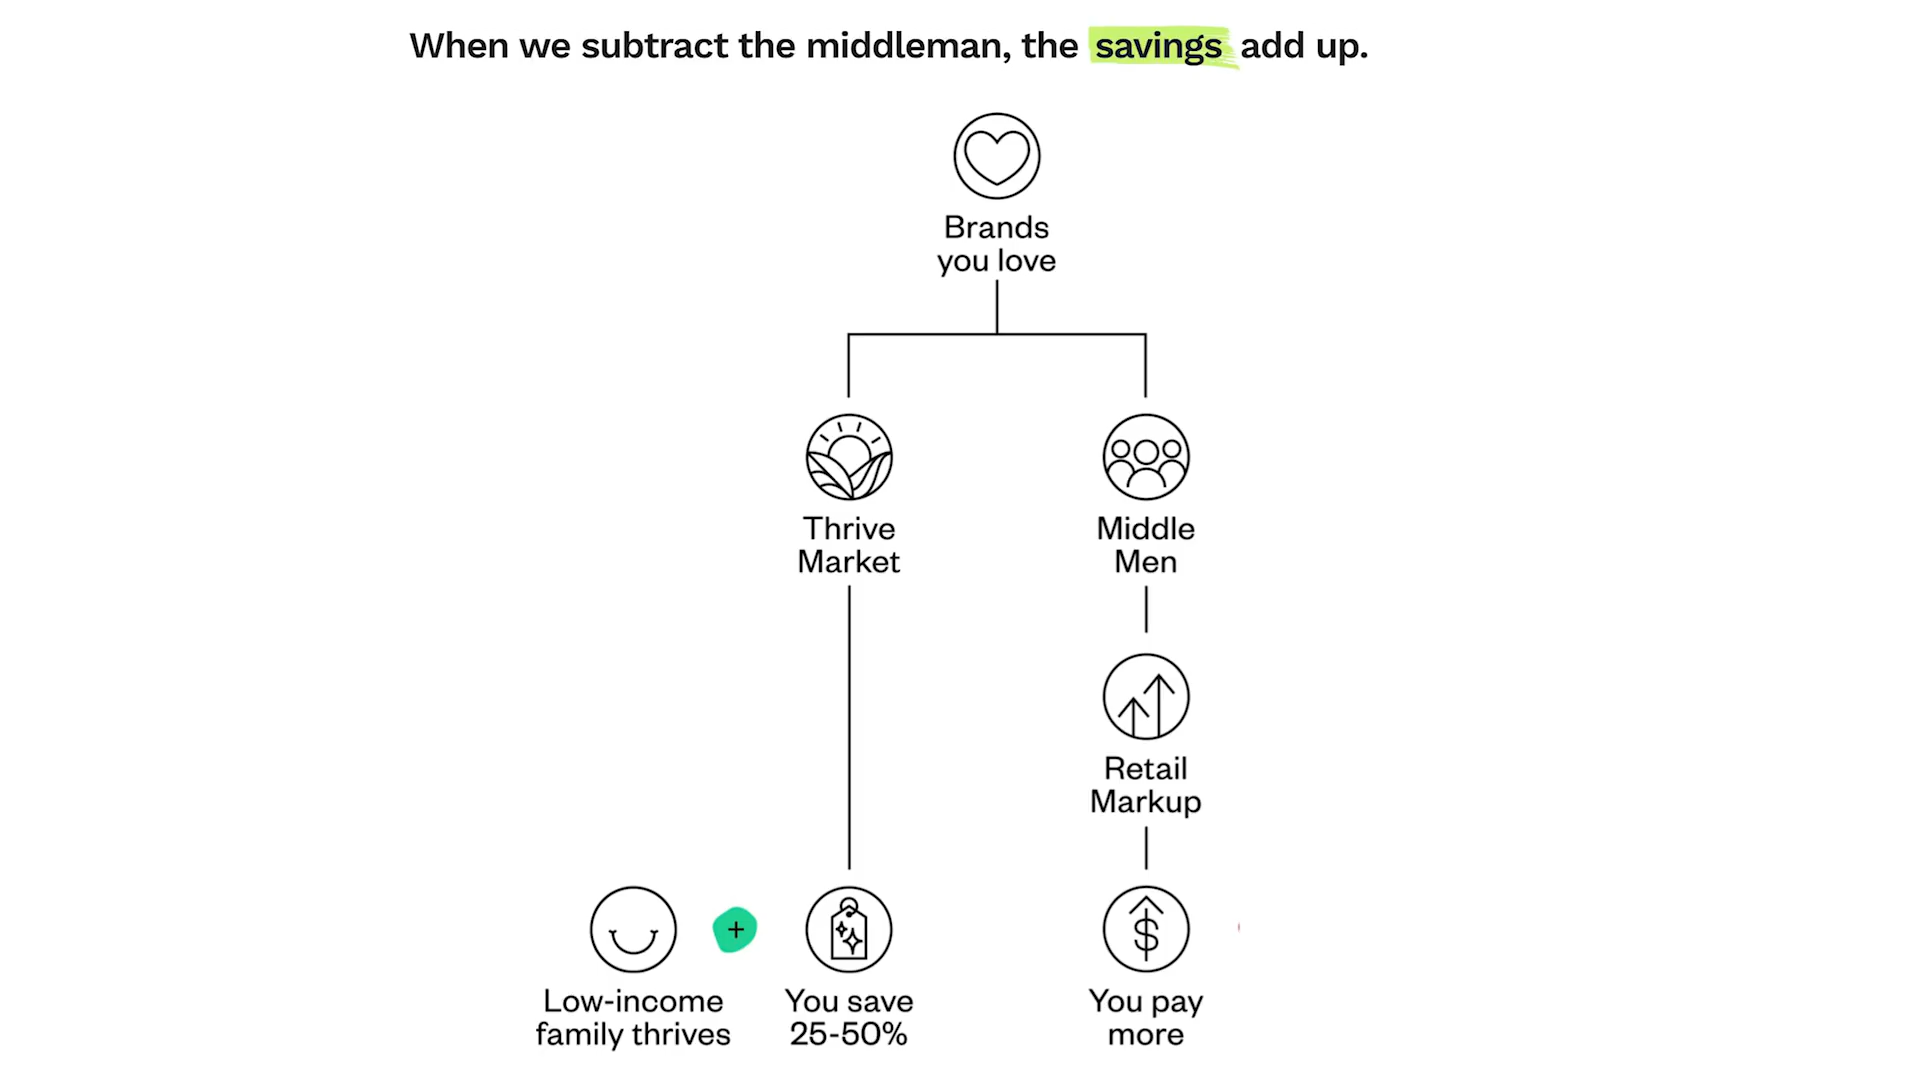 When we subtract the middleman, the savings add up.
Brands
you love
Thrive
Market
Middle
Men
Retail
Markup
+
$
Low-income
family thrives
You save
25-50%
You pay
more